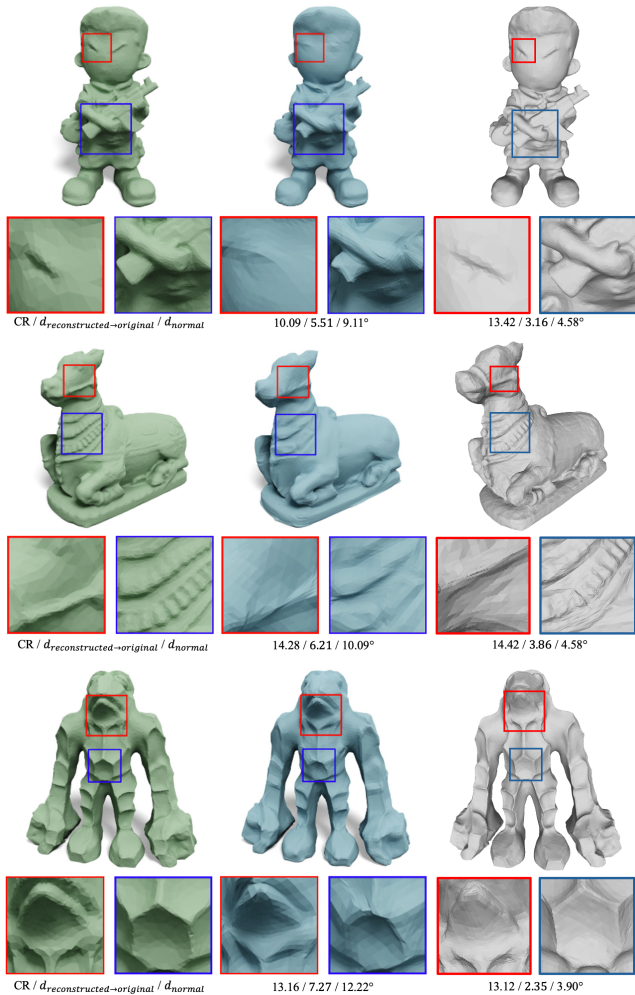 CR / d_{reconstructed→original} / d_{normal}
10.09 / 5.51 / 9.11°
13.42 / 3.16 / 4.58°
CR / d_{reconstructed→original} / d_{normal}
14.28 / 6.21 / 10.09°
14.42 / 3.86 / 4.58°
CR / d_{reconstructed→original} / d_{normal}
13.16 / 7.27 / 12.22°
13.12 / 2.35 / 3.90°